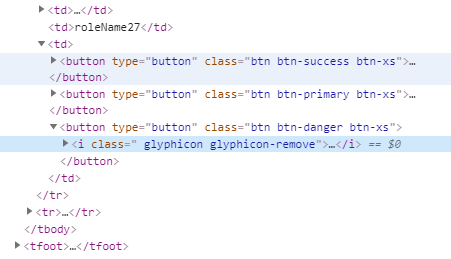 ▶<td>…</td>
<td>roleName27</td>
▼<td>
▶<button type="button" class="btn btn-success btn-xs">…
</button>
▶<button type="button" class="btn btn-primary btn-xs">…
</button>
▼<button type="button" class="btn btn-danger btn-xs">
▶<i class=" glyphicon glyphicon-remove">…</i> == $0
</button>
</td>
</tr>
▶<tr>…</tr>
</tbody>
▶<tfoot>…</tfoot>